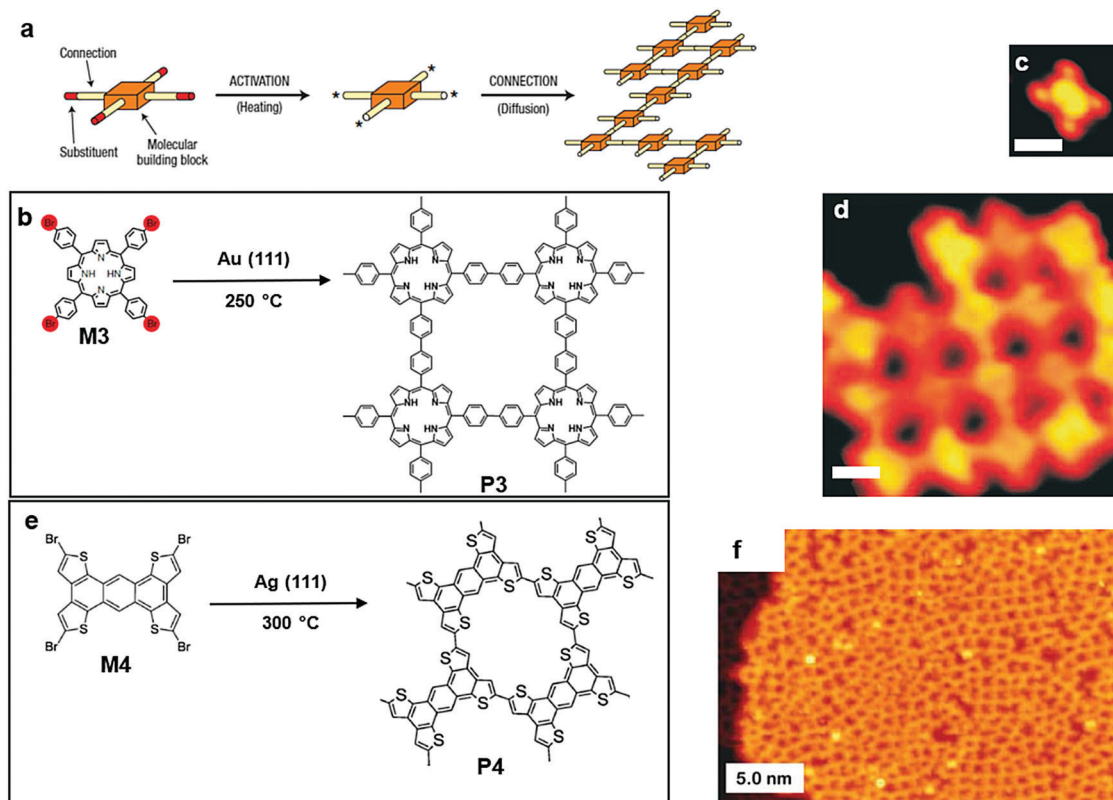 a
Connection
Substituent
Molecular
building block
ACTIVATION
(Heating)
* * * *
CONNECTION
(Diffusion)
c
b
Br Br
N
NH HN
N
Br Br
M3
Au (111)
250 °C
NH N N HN
N HN NH N
NH N N HN
N HN NH N
P3
d
e
Br S S Br
Br S S Br
M4
Ag (111)
300 °C
S S S S
S S S S
S S S S
S S S S
P4
f
5.0 nm